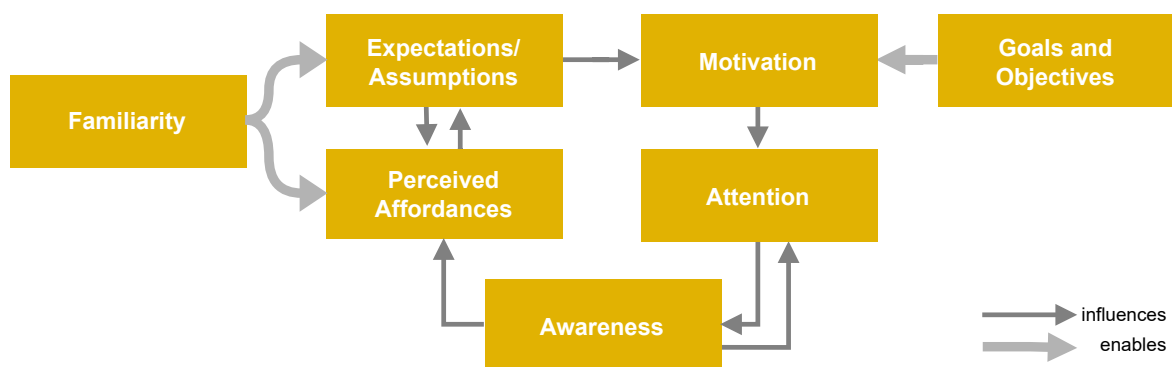 Expectations/
Assumptions
Motivation
Goals and
Objectives
Familiarity
Perceived
Affordances
Attention
Awareness
influences
enables